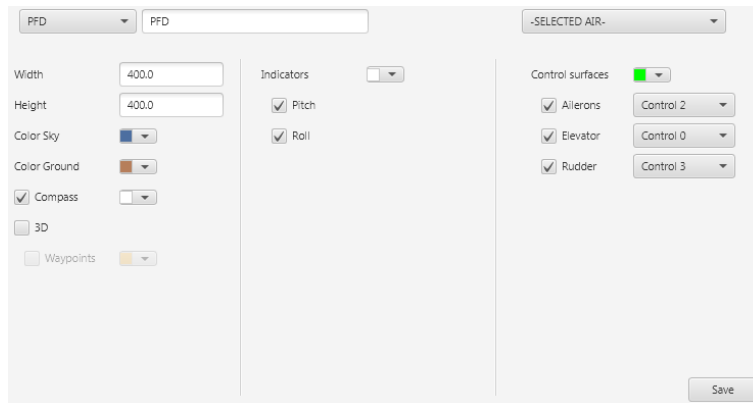 PFD PFD -SELECTED AIR-
Width 400.0 Indicators Control surfaces
Height 400.0 Pitch Ailerons Control 2
Color Sky Roll Elevator Control 0
Color Ground Rudder Control 3
Compass
3D
Waypoints
Save